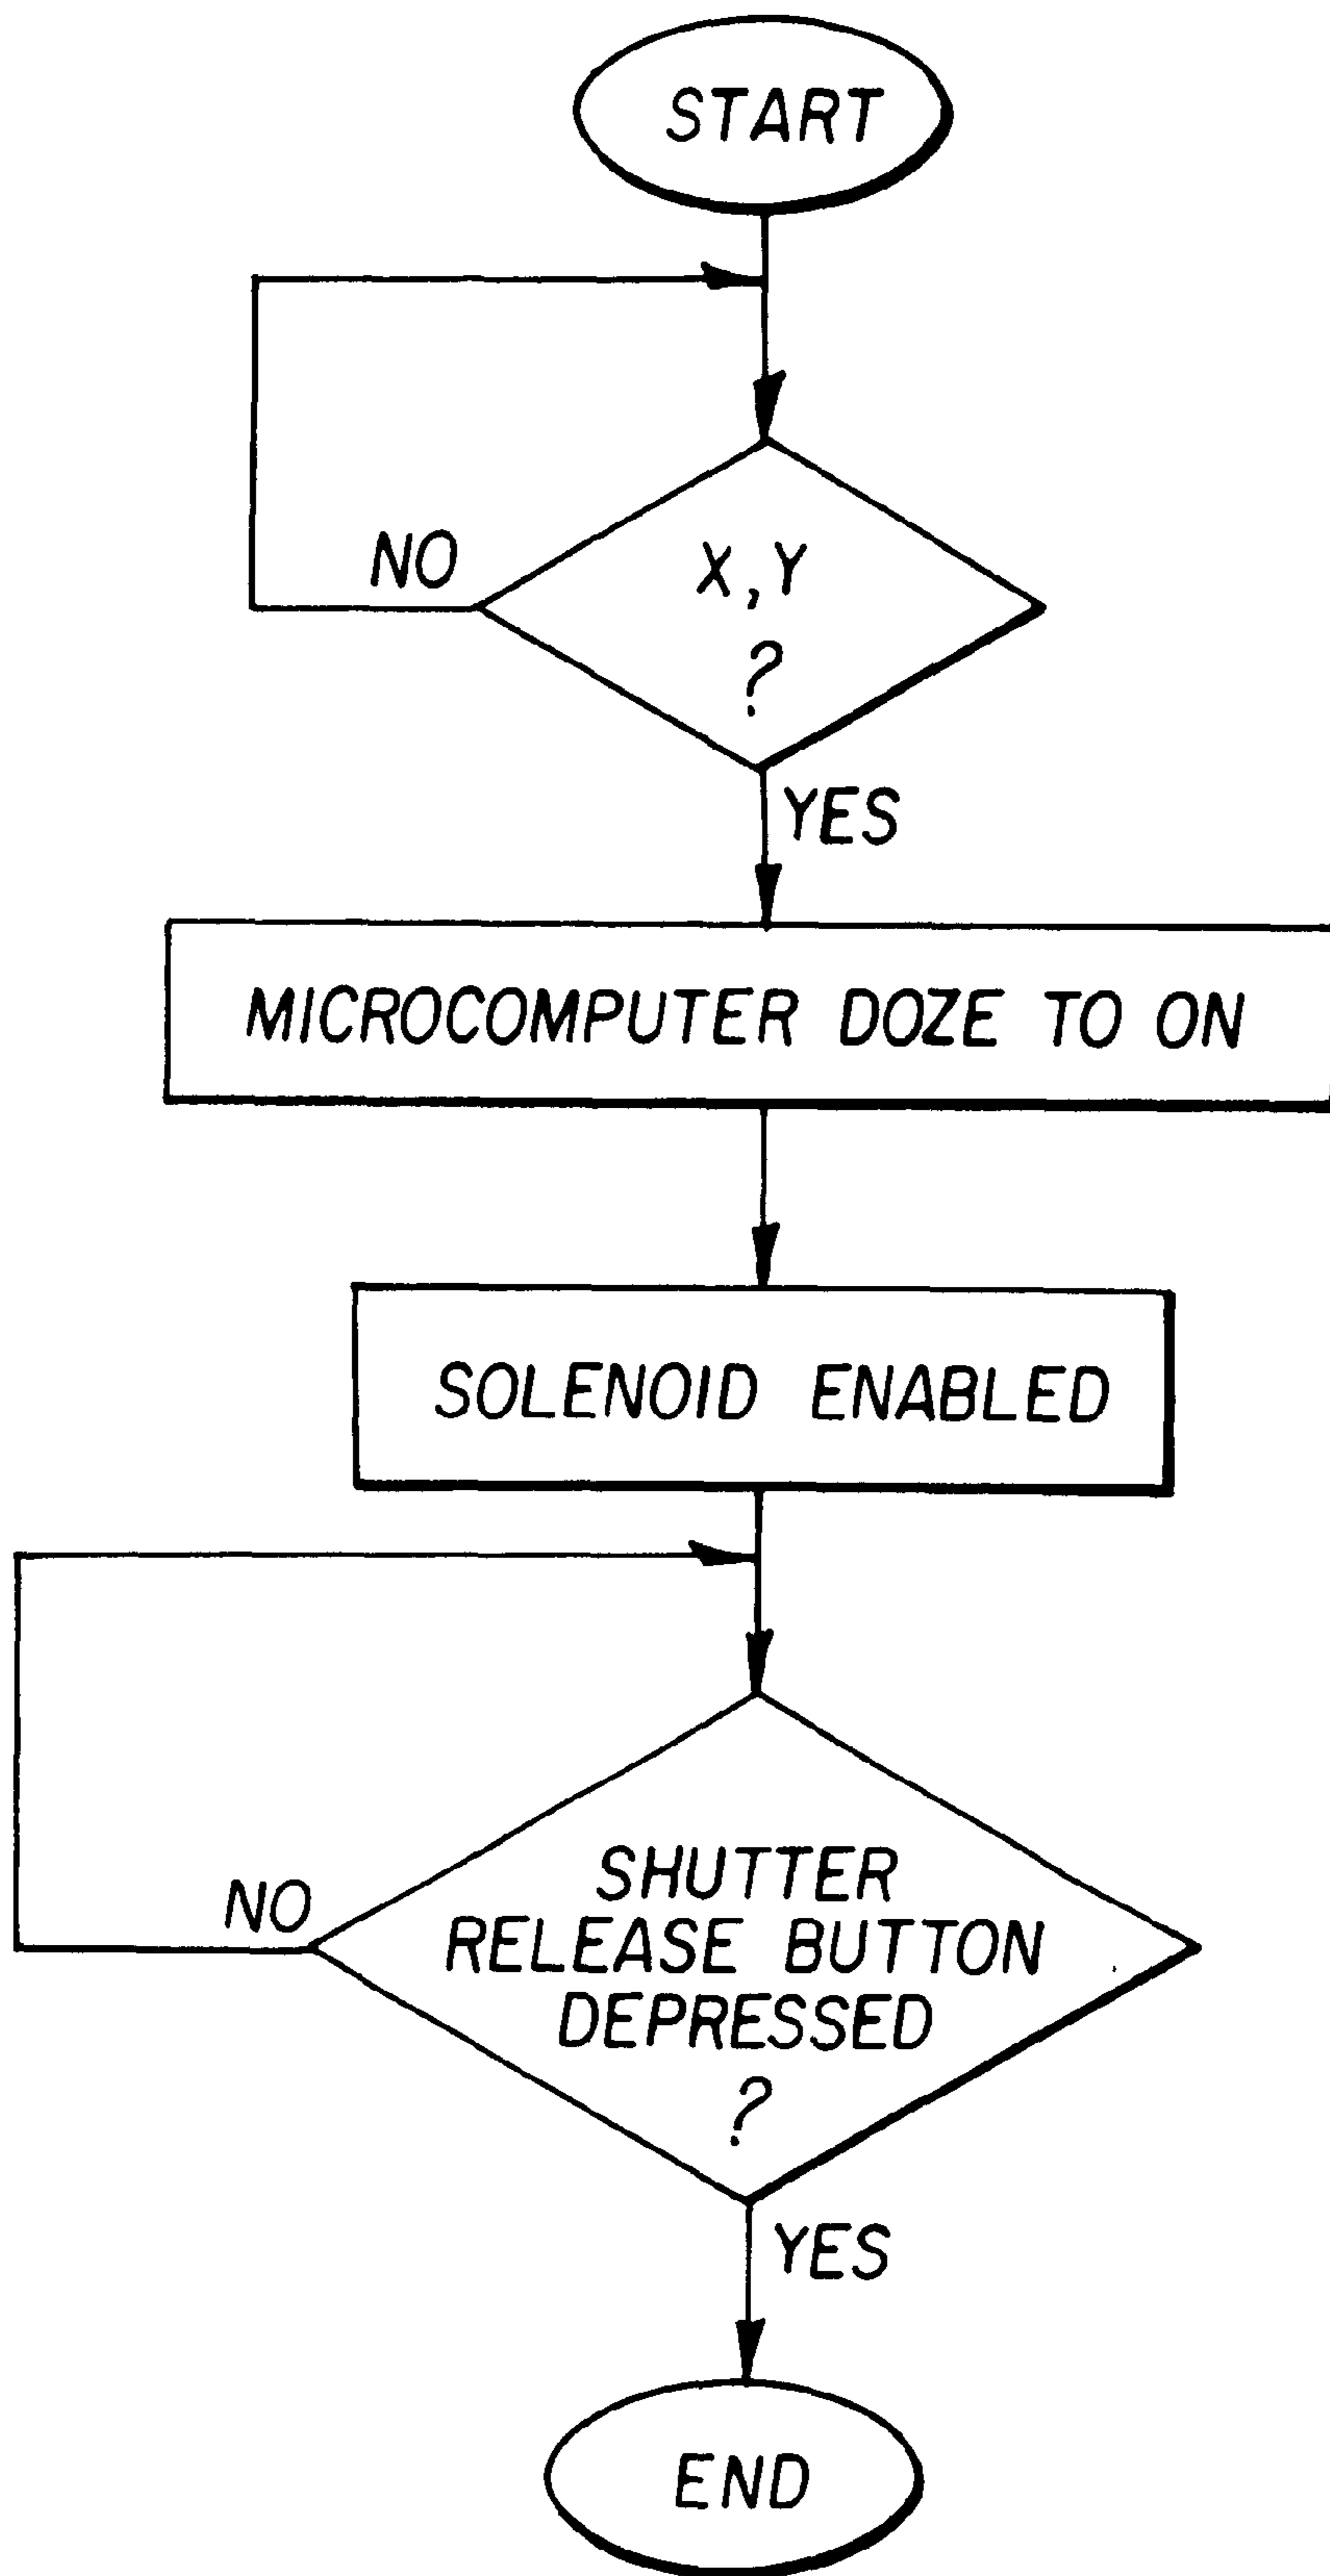 START
NO
X,Y
?
YES
MICROCOMPUTER DOZE TO ON
SOLENOID ENABLED
NO
SHUTTER
RELEASE BUTTON
DEPRESSED
?
YES
END